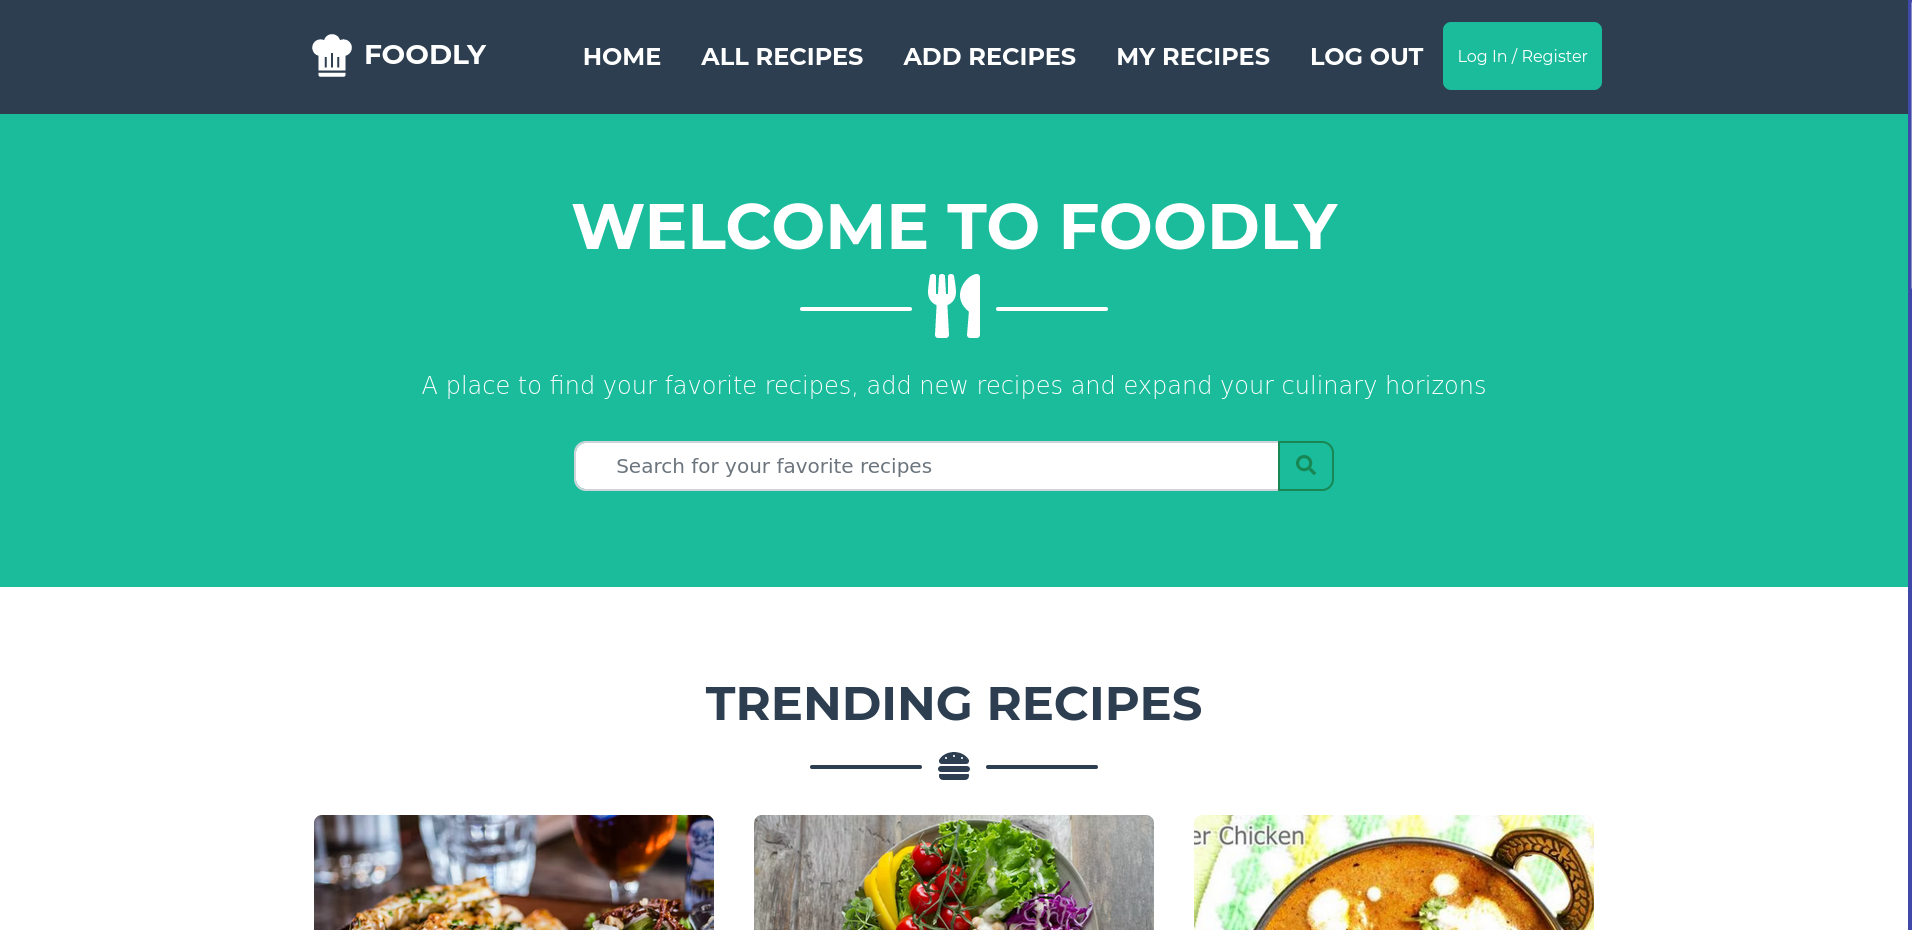 FOODLY
HOME ALL RECIPES ADD RECIPES MY RECIPES LOG OUT Log In / Register
WELCOME TO FOODLY
A place to find your favorite recipes, add new recipes and expand your culinary horizons
Search for your favorite recipes
TRENDING RECIPES
er Chicken